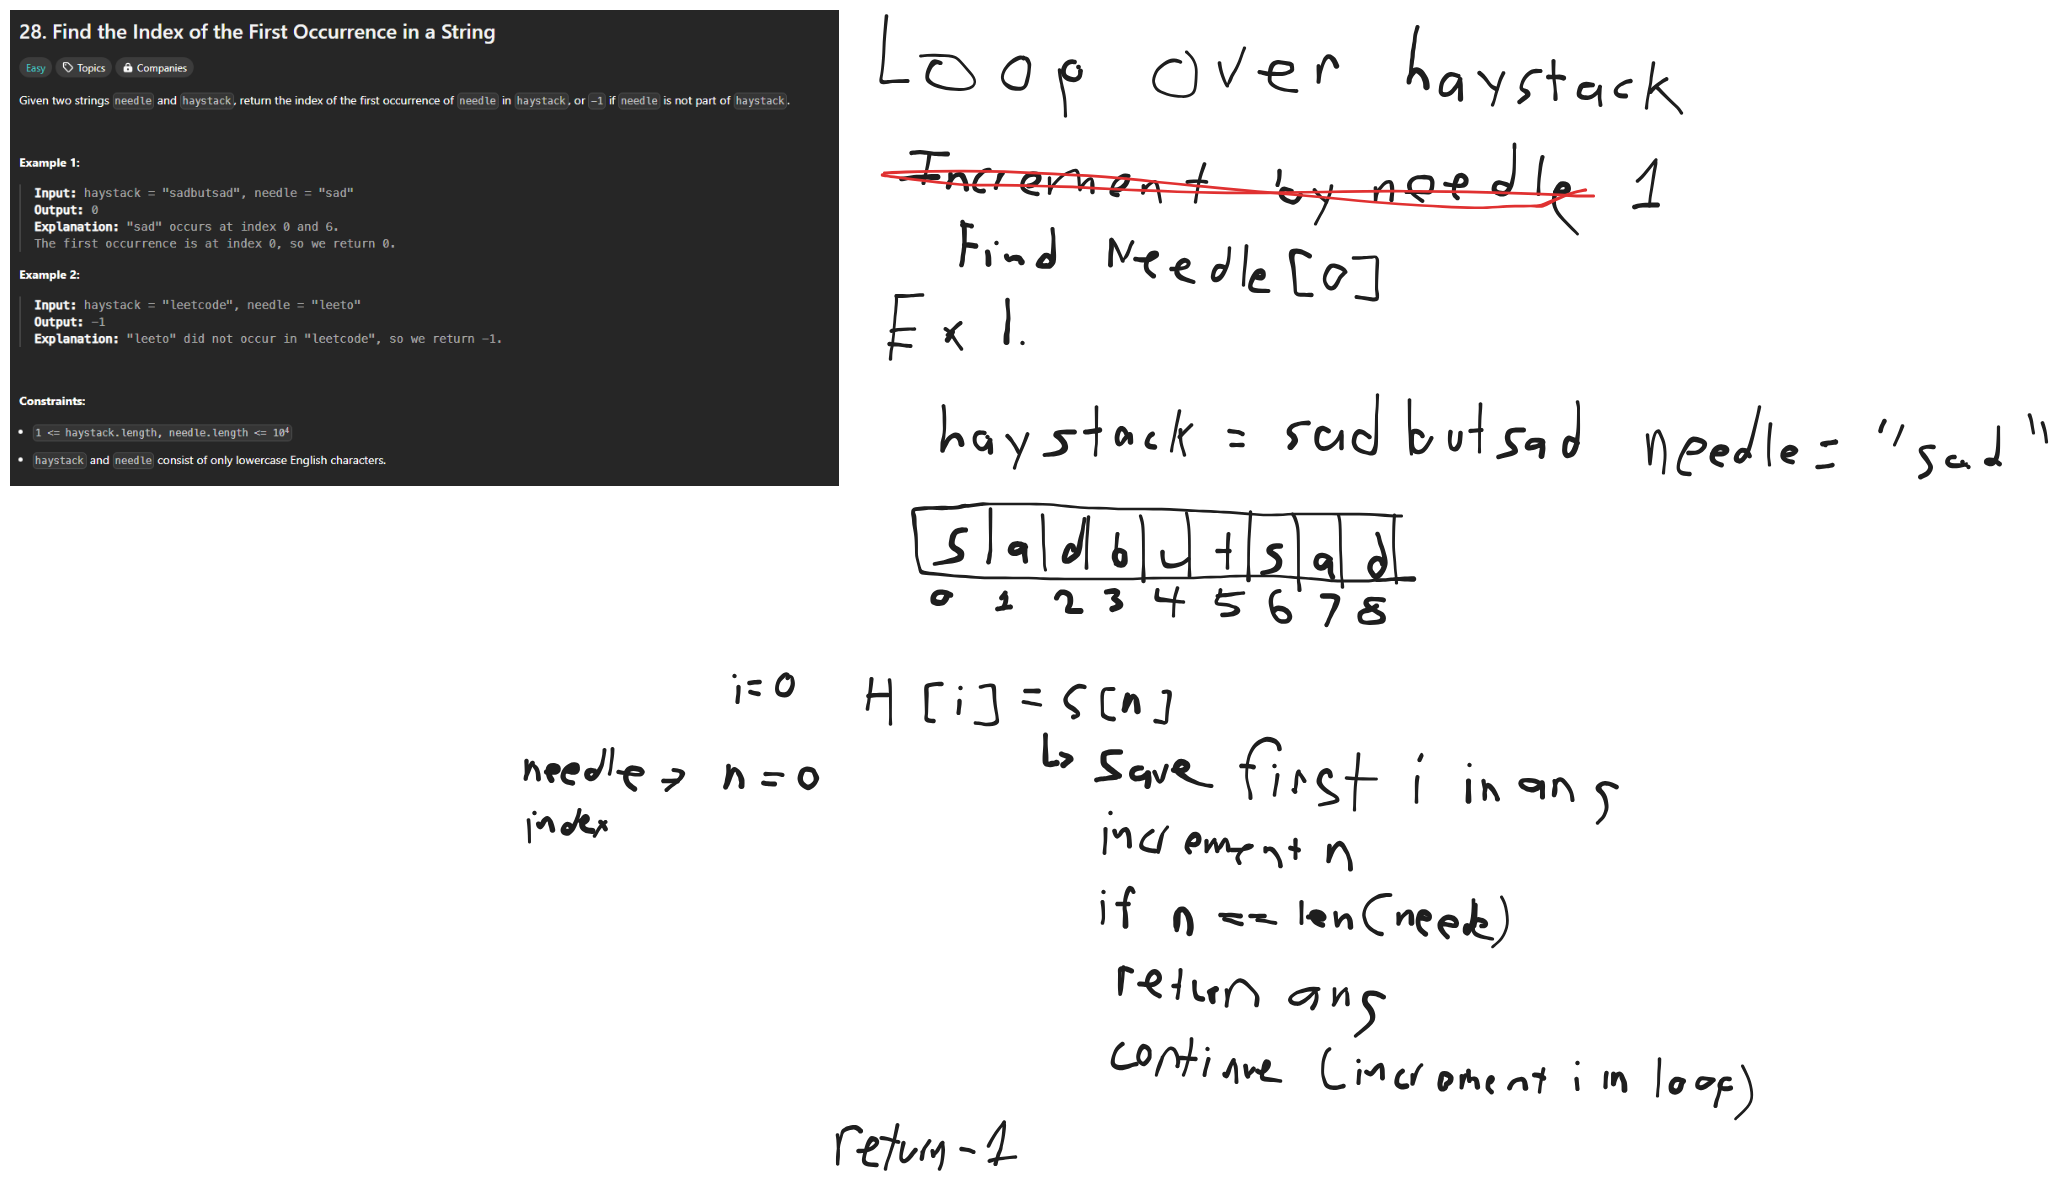 28. Find the Index of the First Occurrence in a String
Easy Topics Companies
Given two strings needle and haystack, return the index of the first occurrence of needle in haystack, or -1 if needle is not part of haystack.
Example 1:
Input: haystack = "sadbutsad", needle = "sad"
Output: 0
Explanation: "sad" occurs at index 0 and 6.
The first occurrence is at index 0, so we return 0.
Example 2:
Input: haystack = "leetcode", needle = "leeto"
Output: -1
Explanation: "leeto" did not occur in "leetcode", so we return -1.
Constraints:
1 <= haystack.length, needle.length <= 10⁴
haystack and needle consist of only lowercase English characters.
Loop over haystack
Increment by needle 1
Find Needle[0]
Ex 1.
haystack = sadbutsad needle = "sad"
s a d b u t s a d
0 1 2 3 4 5 6 7 8
i=0 H[i] = S[n]
needle → n = 0
index
↳ save first i in ans
increment n
if n == len(needle)
return ans
continue (increment i in loop)
return -1